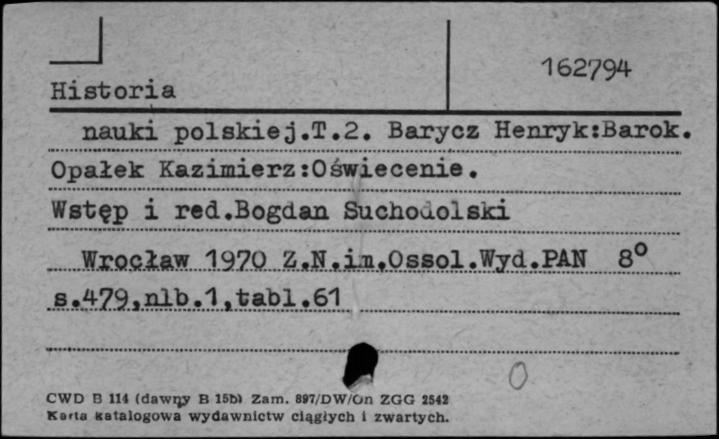 162794
Historia
nauki polskiej.T.2. Barycz Henryk:Barok.
Opałek Kazimierz:Oświecenie.
Wstęp i red.Bogdan Suchodolski
Wrocław 1970 Z.N.im.Ossol.Wyd.PAN 8°
s.479,nlb.1,tabl.61
0
CWD B 114 (dawny B 15b) Zam. 897/DW/On ZGG 2542
Karta katalogowa wydawnictw ciągłych i zwartych.